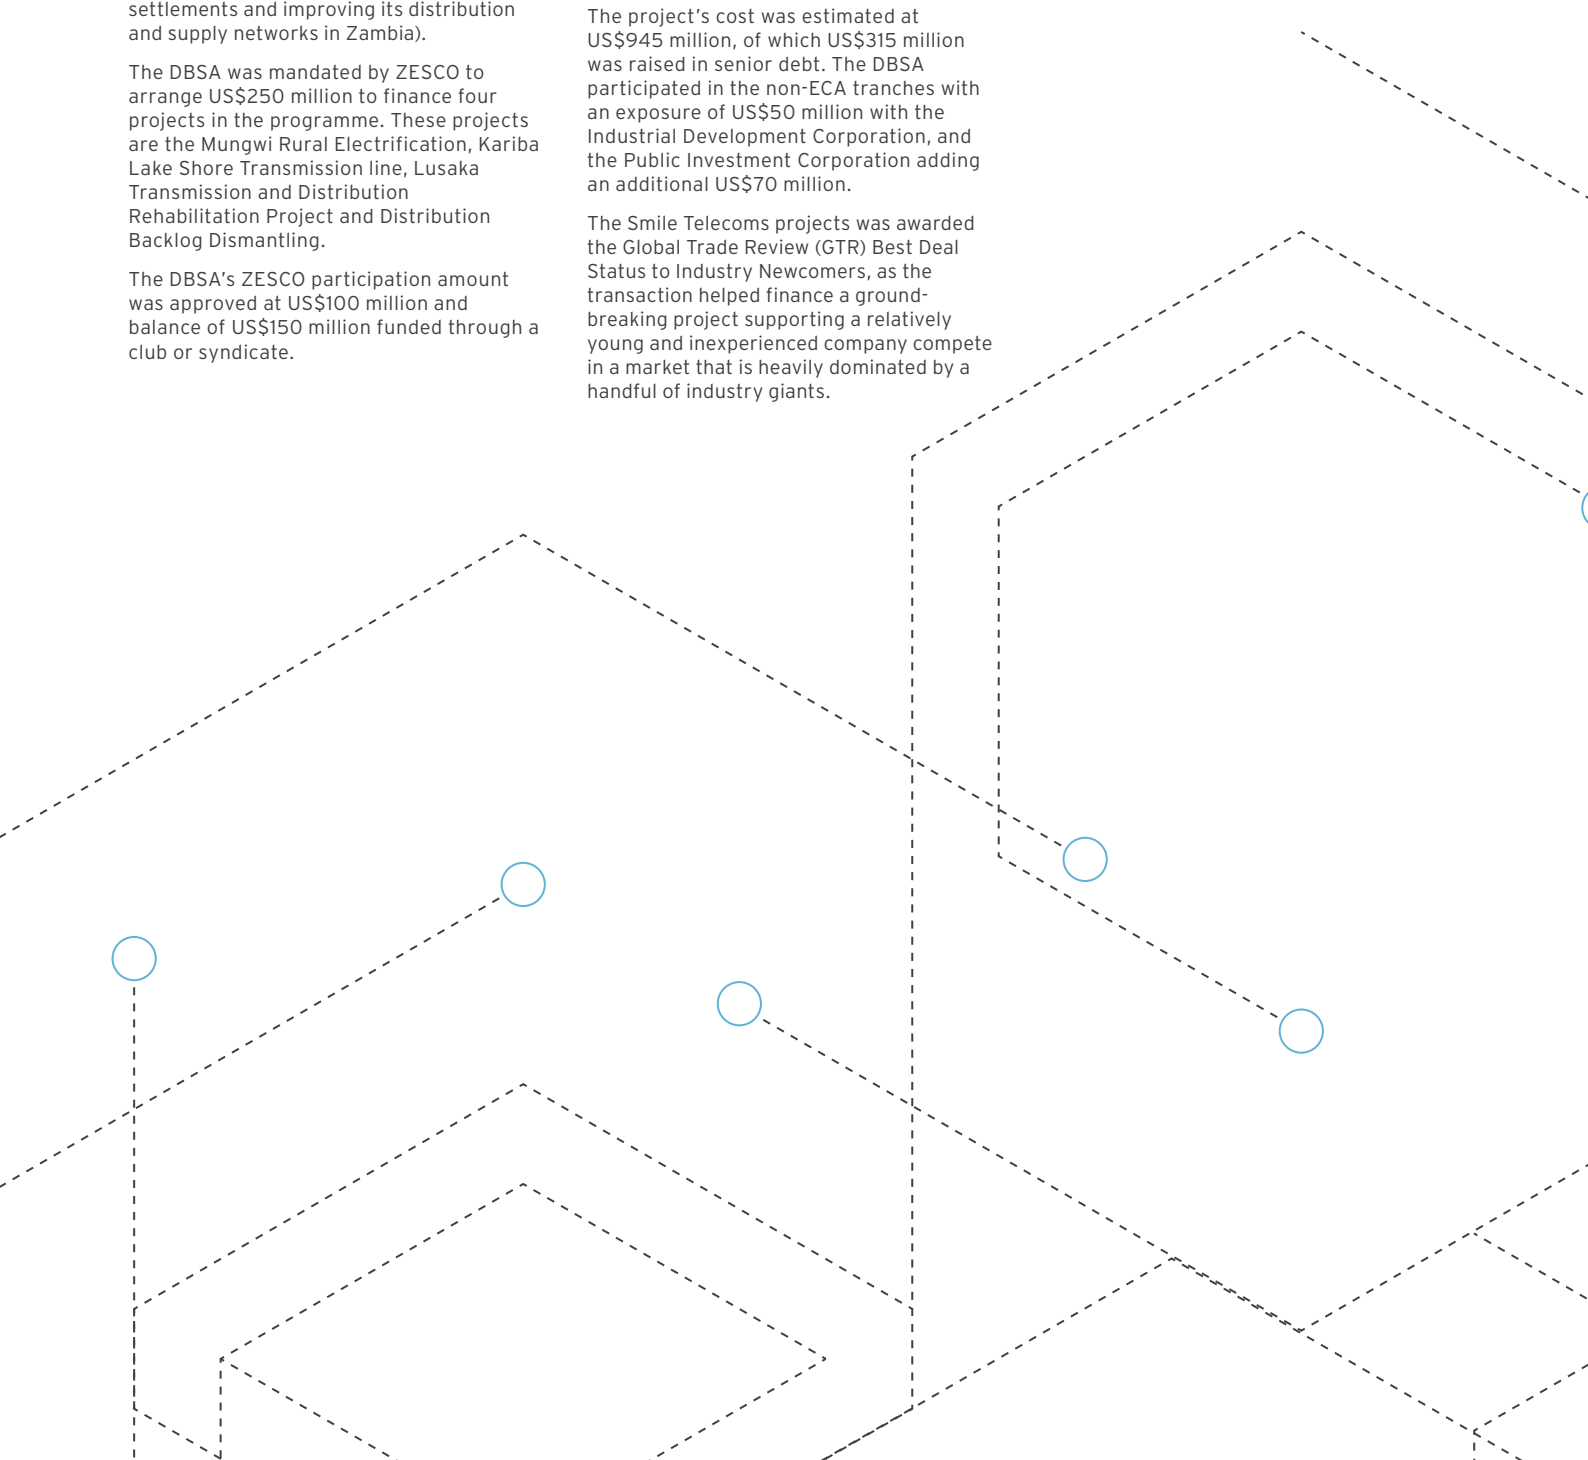 settlements and improving its distribution
and supply networks in Zambia).
The DBSA was mandated by ZESCO to
arrange US$250 million to finance four
projects in the programme. These projects
are the Mungwi Rural Electrification, Kariba
Lake Shore Transmission line, Lusaka
Transmission and Distribution
Rehabilitation Project and Distribution
Backlog Dismantling.
The DBSA’s ZESCO participation amount
was approved at US$100 million and
balance of US$150 million funded through a
club or syndicate.
The project’s cost was estimated at
US$945 million, of which US$315 million
was raised in senior debt. The DBSA
participated in the non-ECA tranches with
an exposure of US$50 million with the
Industrial Development Corporation, and
the Public Investment Corporation adding
an additional US$70 million.
The Smile Telecoms projects was awarded
the Global Trade Review (GTR) Best Deal
Status to Industry Newcomers, as the
transaction helped finance a ground-
breaking project supporting a relatively
young and inexperienced company compete
in a market that is heavily dominated by a
handful of industry giants.